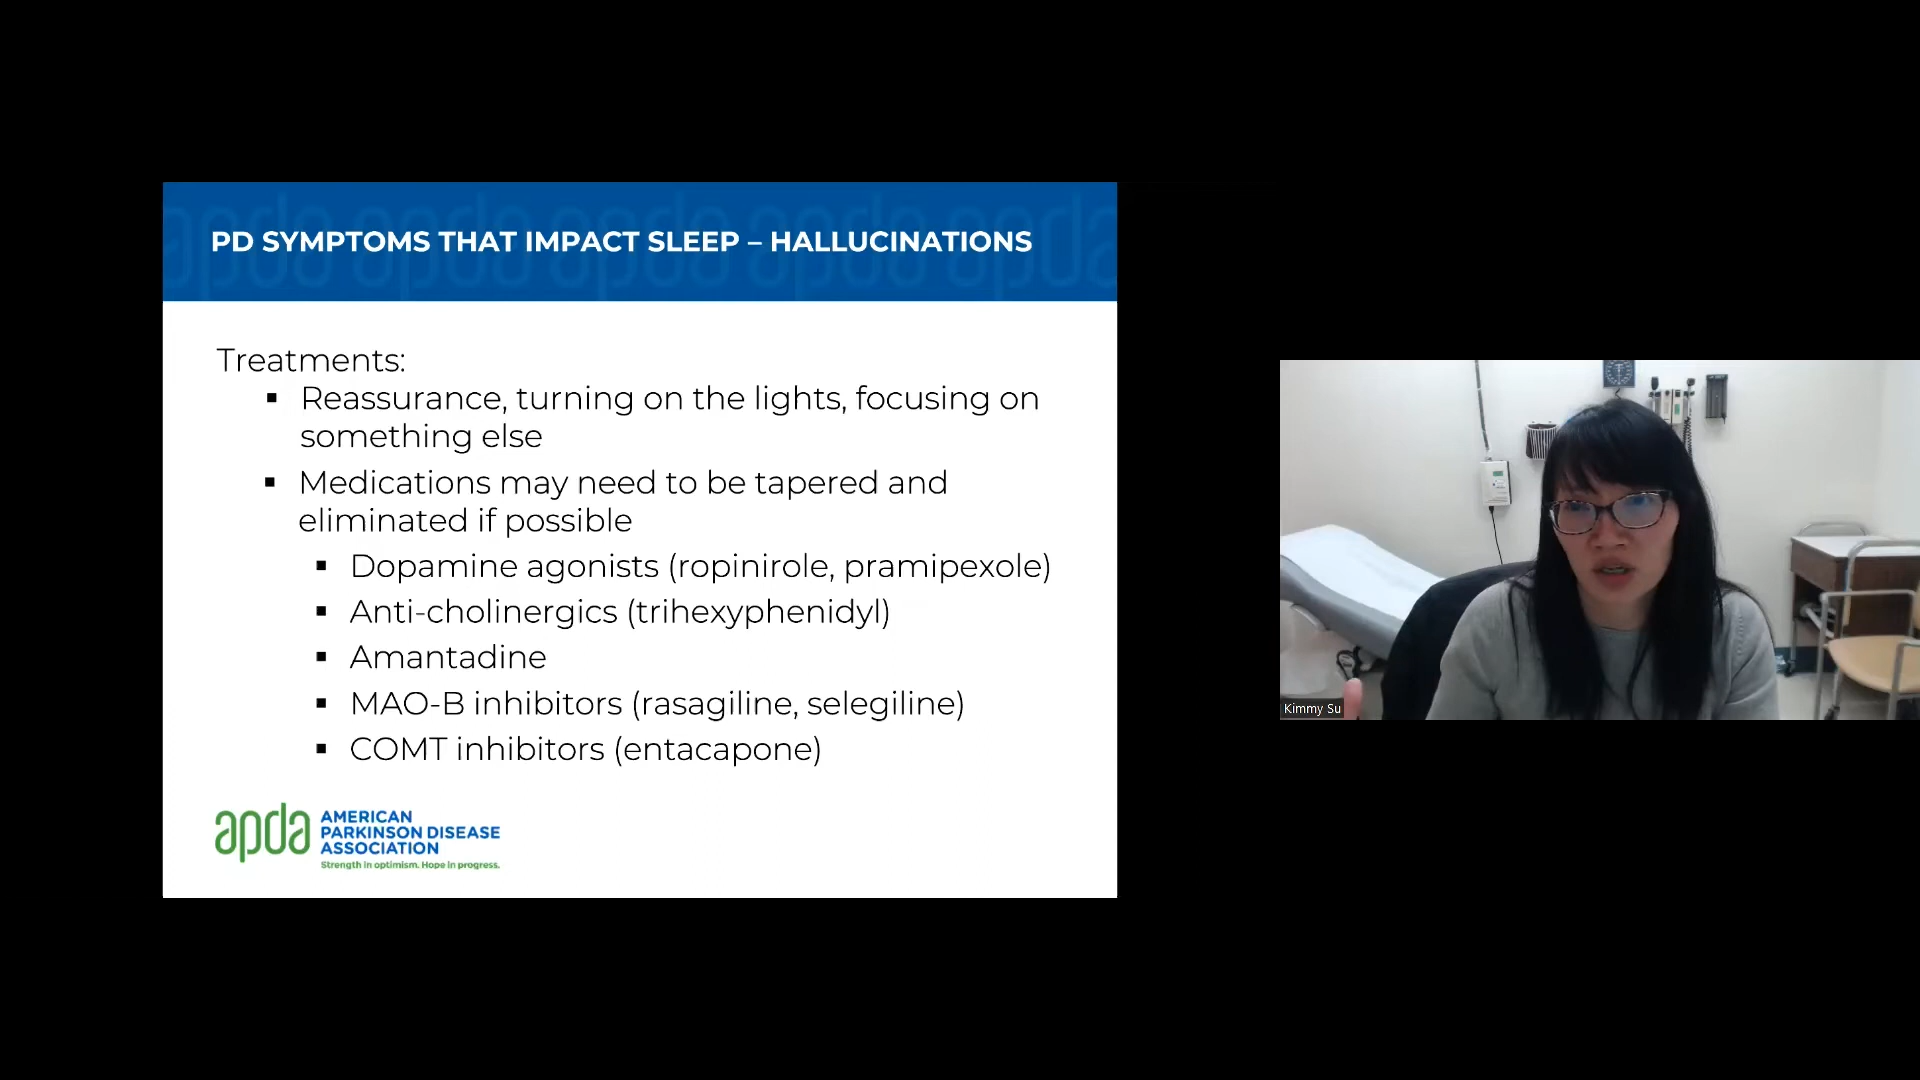 PD SYMPTOMS THAT IMPACT SLEEP – HALLUCINATIONS
Treatments:
▪ Reassurance, turning on the lights, focusing on
something else
▪ Medications may need to be tapered and
eliminated if possible
▪ Dopamine agonists (ropinirole, pramipexole)
▪ Anti-cholinergics (trihexyphenidyl)
▪ Amantadine
▪ MAO-B inhibitors (rasagiline, selegiline)
▪ COMT inhibitors (entacapone)
apda
AMERICAN
PARKINSON DISEASE
ASSOCIATION
Strength in optimism. Hope in progress.
Kimmy Su